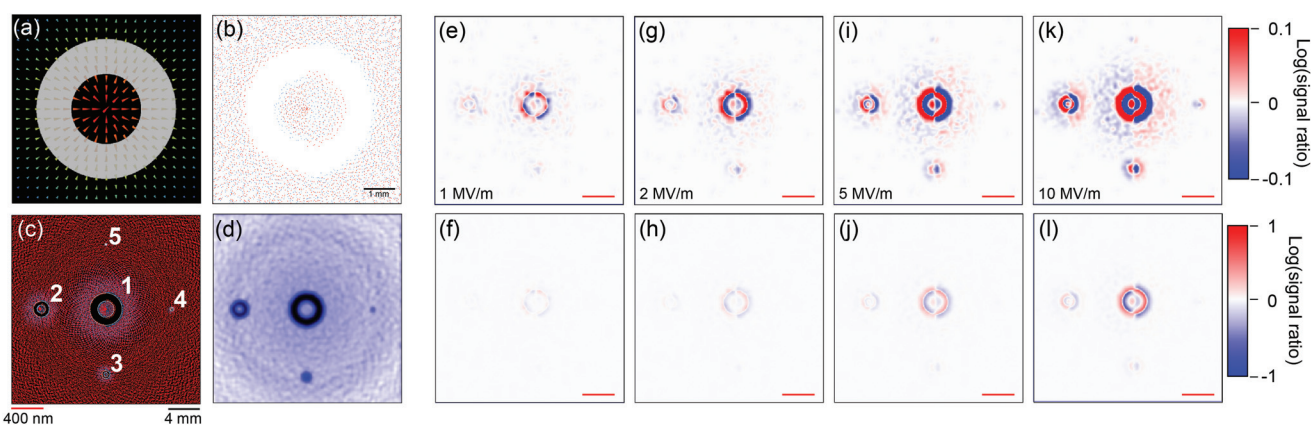 (a)
(b)
1 mm
(c)
1
2
3
4
5
400 nm
4 mm
(d)
(e)
1 MV/m
(g)
2 MV/m
(i)
5 MV/m
(k)
10 MV/m
0.1
0
-0.1
Log(signal ratio)
(f)
(h)
(j)
(l)
1
0
-1
Log(signal ratio)